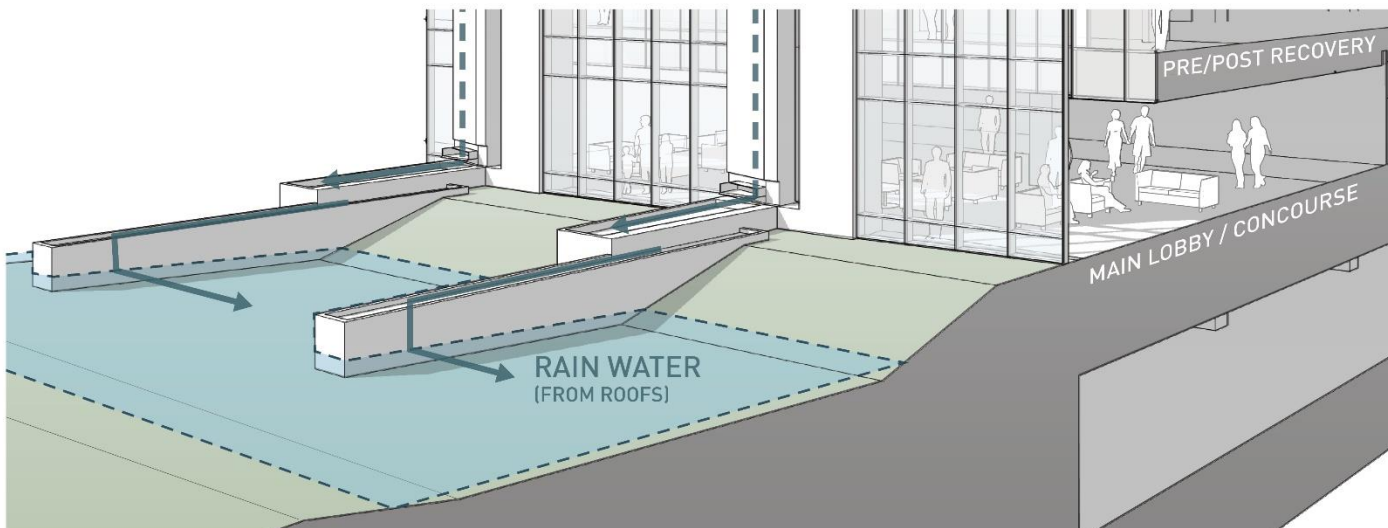 PRE/POST RECOVERY
MAIN LOBBY / CONCOURSE
RAIN WATER
(FROM ROOFS)